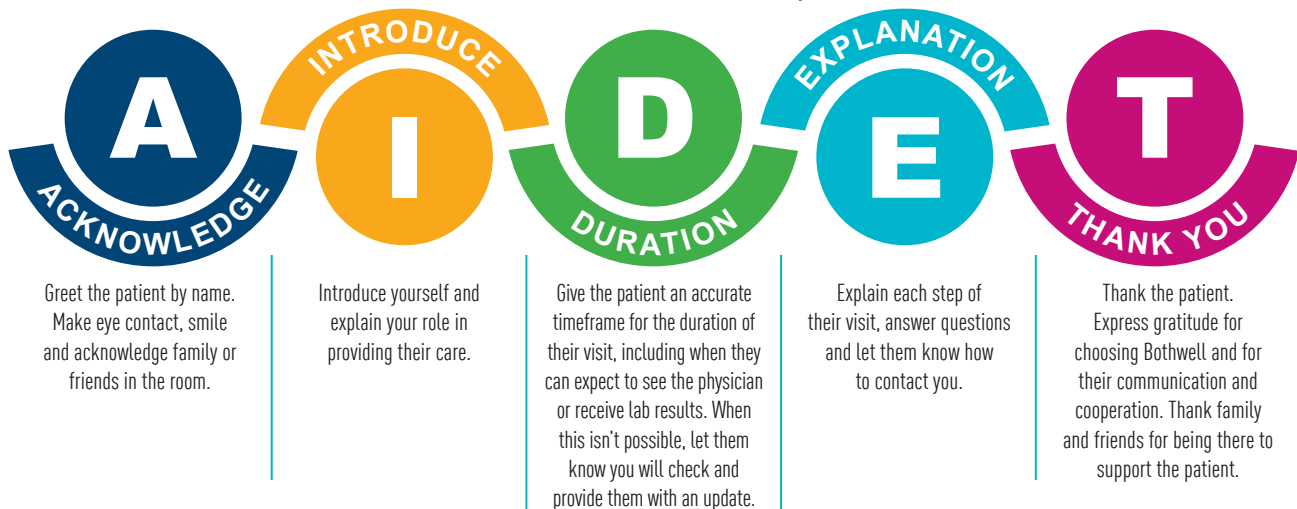 A
ACKNOWLEDGE
Greet the patient by name.
Make eye contact, smile
and acknowledge family or
friends in the room.
INTRODUCE
I
Introduce yourself and
explain your role in
providing their care.
D
DURATION
Give the patient an accurate
timeframe for the duration of
their visit, including when they
can expect to see the physician
or receive lab results. When
this isn't possible, let them
know you will check and
provide them with an update.
EXPLANATION
E
Explain each step of
their visit, answer questions
and let them know how
to contact you.
T
THANK YOU
Thank the patient.
Express gratitude for
choosing Bothwell and for
their communication and
cooperation. Thank family
and friends for being there to
support the patient.